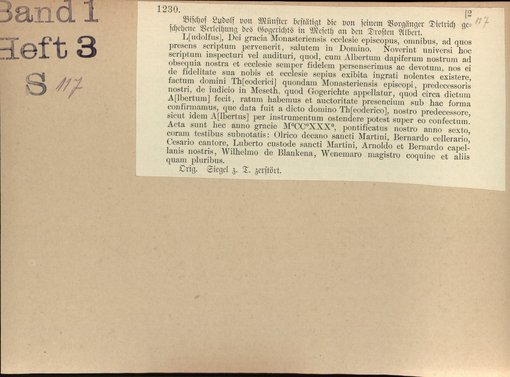 Band 1
Heft 3
S 117
1230.
12
117
Bischof Ludolf von Münster bestätigt die von seinem Vorgänger Dietrich ge-
schehene Verleihung des Gogerichts in Meseth an den Drosten Albert.
L[udolfus], Dei gracia Monasteriensis ecclesie episcopus, omnibus, ad quos
presens scriptum pervenerit, salutem in Domino. Noverint universi hoc
scriptum inspecturi vel audituri, quod, cum Albertum dapiferum nostrum ad
obsequia nostra et ecclesie semper fidelem persenserimus ac devotum, nos ei
de fidelitate sua nobis et ecclesie sepius exibita ingrati nolentes existere,
factum domini Th[eoderici] quondam Monasteriensis episcopi, predecessoris
nostri, de iudicio in Meseth. quod Gogerichte appellatur, quod circa dictum
A[lbertum] fecit, ratum habemus et auctoritate presencium sub hac forma
confirmamus, que data fuit a dicto domino Th[eoderico], nostro predecessore,
sicut idem A[lbertus] per instrumentum ostendere potest super eo confectum.
Acta sunt hec anno gracie MºCCºXXXº, pontificatus nostro anno sexto,
coram testibus subnotatis: Olrico decano sancti Martini, Bernardo cellerario,
Cesario cantore, Luberto custode sancti Martini, Arnoldo et Bernardo capel-
lanis nostris, Wilhelmo de Blankena, Wenemaro magistro coquine et aliis
quam pluribus.
Orig. Siegel z. T. zerstört.